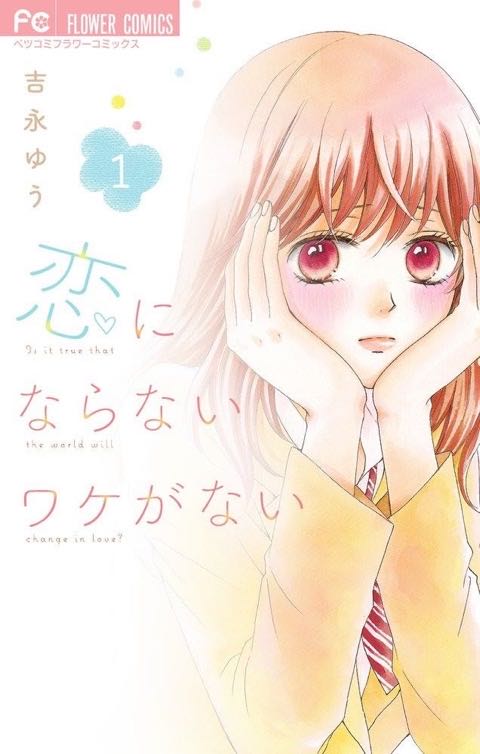 FC FLOWER COMICS
ベツコミフラワーコミックス
吉永ゆう
1
恋に
Is it true that
ならない
the world will
ワケがない
change in love?